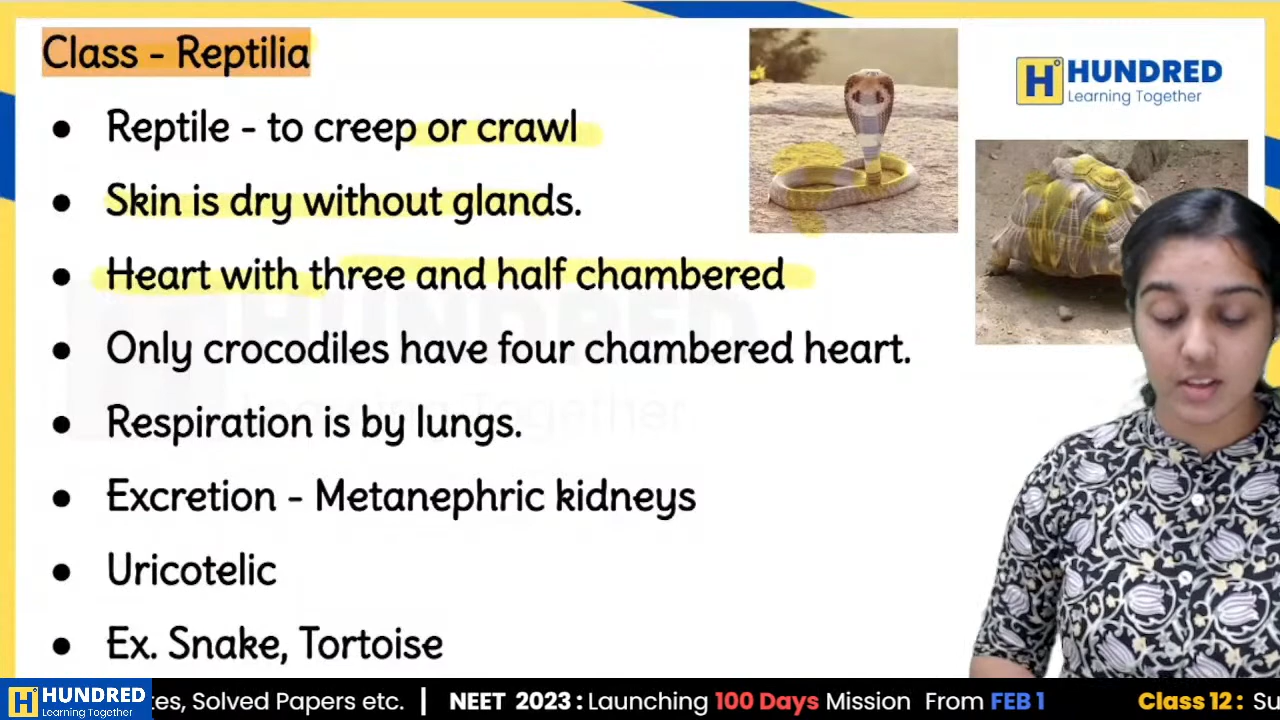 Class - Reptilia
HUNDRED
Learning Together
● Reptile - to creep or crawl
● Skin is dry without glands.
● Heart with three and half chambered
● Only crocodiles have four chambered heart.
● Respiration is by lungs.
● Excretion - Metanephric kidneys
● Uricotelic
● Ex. Snake, Tortoise
HUNDRED
Learning Together
Solved Papers etc. | NEET 2023 : Launching 100 Days Mission From FEB 1 Class 12 :